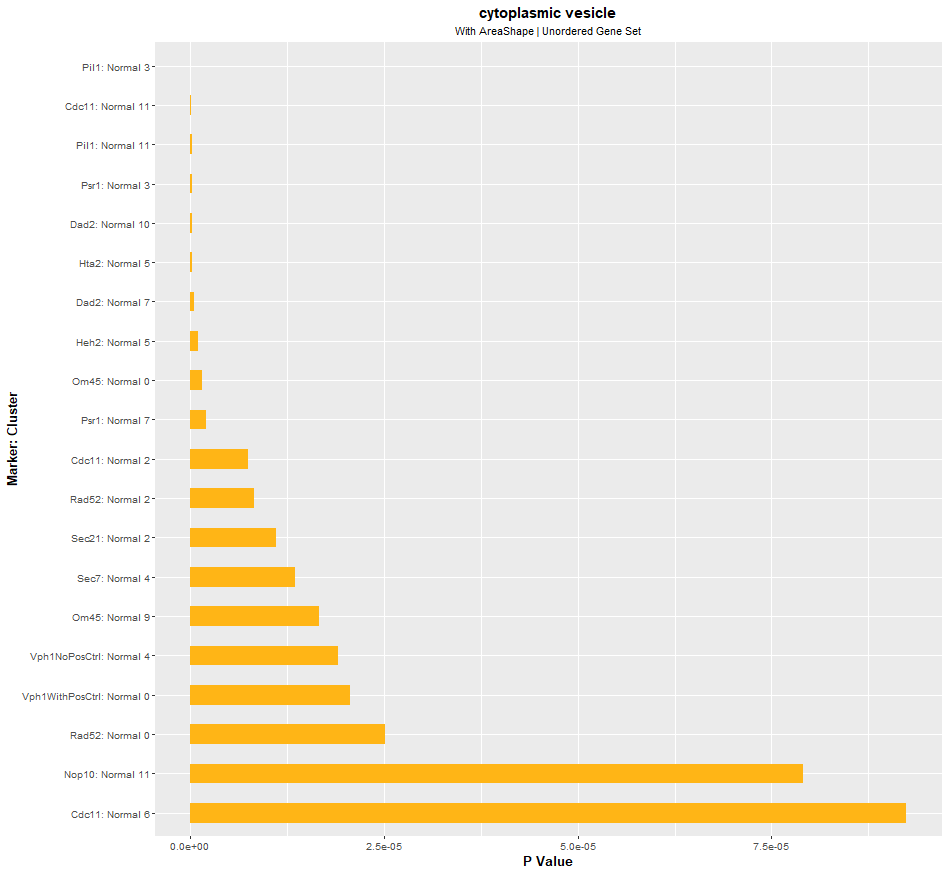 cytoplasmic vesicle
With AreaShape | Unordered Gene Set
Marker: Cluster
Pil1: Normal 3
Cdc11: Normal 11
Pil1: Normal 11
Psr1: Normal 3
Dad2: Normal 10
Hta2: Normal 5
Dad2: Normal 7
Heh2: Normal 5
Om45: Normal 0
Psr1: Normal 7
Cdc11: Normal 2
Rad52: Normal 2
Sec21: Normal 2
Sec7: Normal 4
Om45: Normal 9
Vph1NoPosCtrl: Normal 4
Vph1WithPosCtrl: Normal 0
Rad52: Normal 0
Nop10: Normal 11
Cdc11: Normal 6
0.0e+00 2.5e-05 5.0e-05 7.5e-05
P Value